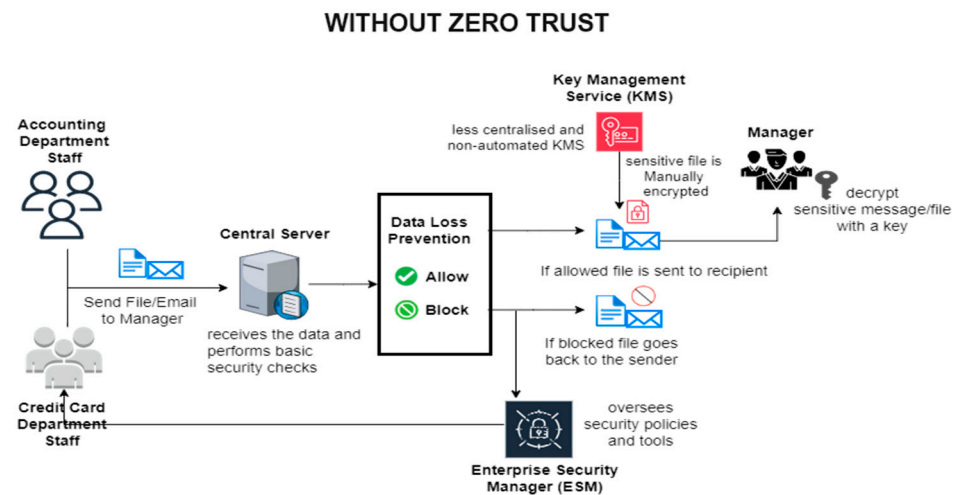 WITHOUT ZERO TRUST
Key Management
Service (KMS)
less centralised and
non-automated KMS
Accounting
Department
Staff
Manager
sensitive file is
Manually
encrypted
decrypt
sensitive message/file
with a key
Central Server
Data Loss
Prevention
Allow
Block
Send File/Email
to Manager
If allowed file is sent to recipient
receives the data and
performs basic
security checks
If blocked file goes
back to the sender
Credit Card
Department
Staff
oversees
security policies
and tools
Enterprise Security
Manager (ESM)